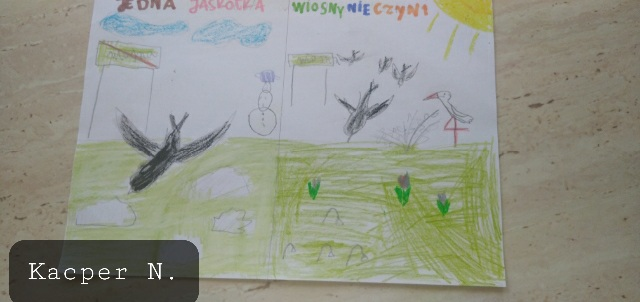 JEDNA JASKÓŁKA WIOSNY NIE CZYNI
Kacper N.